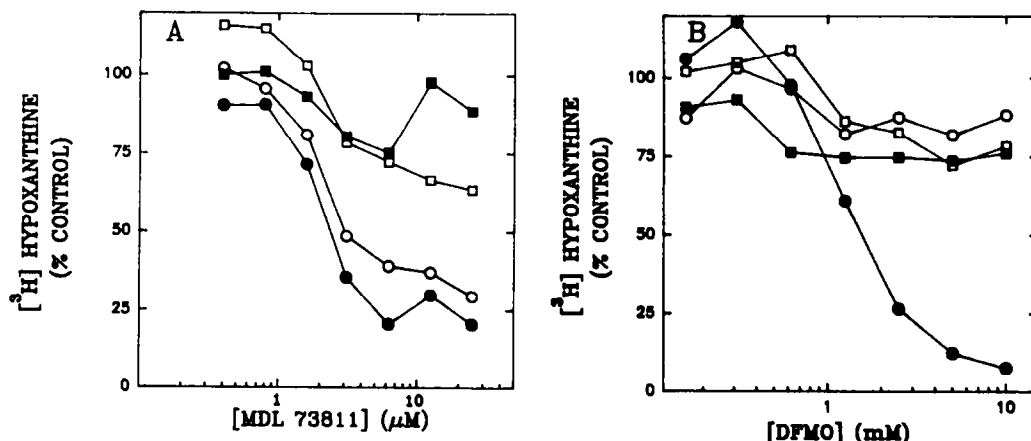 A
[³H] HYPOXANTHINE
(% CONTROL)
100
75
50
25
0
1
10
[MDL 73811] (μM)
B
[³H] HYPOXANTHINE
(% CONTROL)
100
75
50
25
0
1
10
[DFMO] (mM)